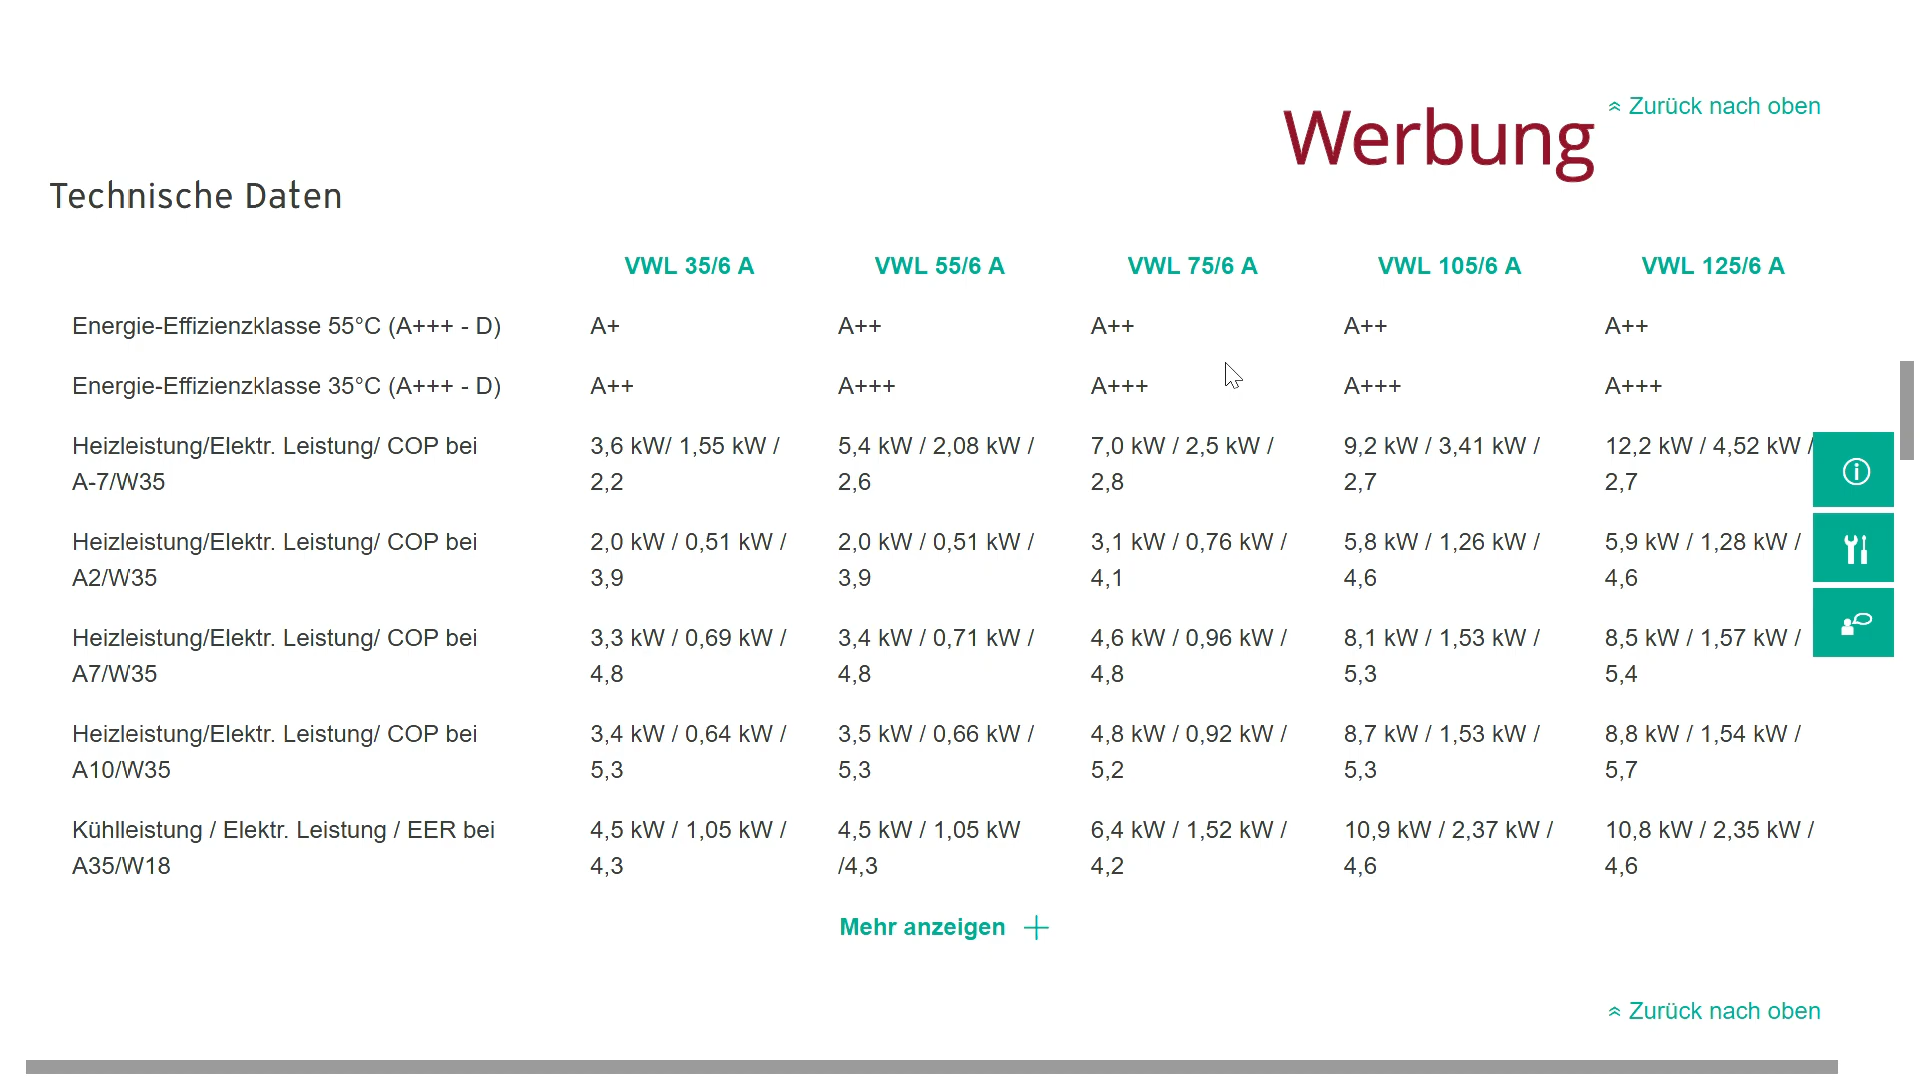 Zurück nach oben
Werbung
Technische Daten
VWL 35/6 A VWL 55/6 A VWL 75/6 A VWL 105/6 A VWL 125/6 A
Energie-Effizienzklasse 55°C (A+++ - D) A+ A++ A++ A++ A++
Energie-Effizienzklasse 35°C (A+++ - D) A++ A+++ A+++ A+++ A+++
Heizleistung/Elektr. Leistung/ COP bei 3,6 kW/ 1,55 kW / 5,4 kW / 2,08 kW / 7,0 kW / 2,5 kW / 9,2 kW / 3,41 kW / 12,2 kW / 4,52 kW /
A-7/W35 2,2 2,6 2,8 2,7 2,7
Heizleistung/Elektr. Leistung/ COP bei 2,0 kW / 0,51 kW / 2,0 kW / 0,51 kW / 3,1 kW / 0,76 kW / 5,8 kW / 1,26 kW / 5,9 kW / 1,28 kW /
A2/W35 3,9 3,9 4,1 4,6 4,6
Heizleistung/Elektr. Leistung/ COP bei 3,3 kW / 0,69 kW / 3,4 kW / 0,71 kW / 4,6 kW / 0,96 kW / 8,1 kW / 1,53 kW / 8,5 kW / 1,57 kW /
A7/W35 4,8 4,8 4,8 5,3 5,4
Heizleistung/Elektr. Leistung/ COP bei 3,4 kW / 0,64 kW / 3,5 kW / 0,66 kW / 4,8 kW / 0,92 kW / 8,7 kW / 1,53 kW / 8,8 kW / 1,54 kW /
A10/W35 5,3 5,3 5,2 5,3 5,7
Kühlleistung / Elektr. Leistung / EER bei 4,5 kW / 1,05 kW / 4,5 kW / 1,05 kW 6,4 kW / 1,52 kW / 10,9 kW / 2,37 kW / 10,8 kW / 2,35 kW /
A35/W18 4,3 /4,3 4,2 4,6 4,6
Mehr anzeigen
Zurück nach oben